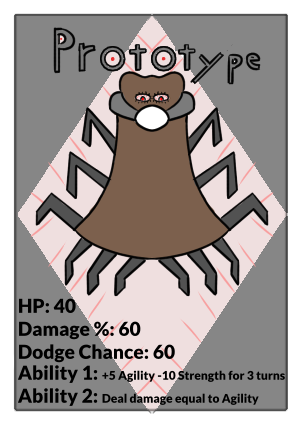 Prototype
HP: 40
Damage %: 60
Dodge Chance: 60
Ability 1: +5 Agility -10 Strength for 3 turns
Ability 2: Deal damage equal to Agility